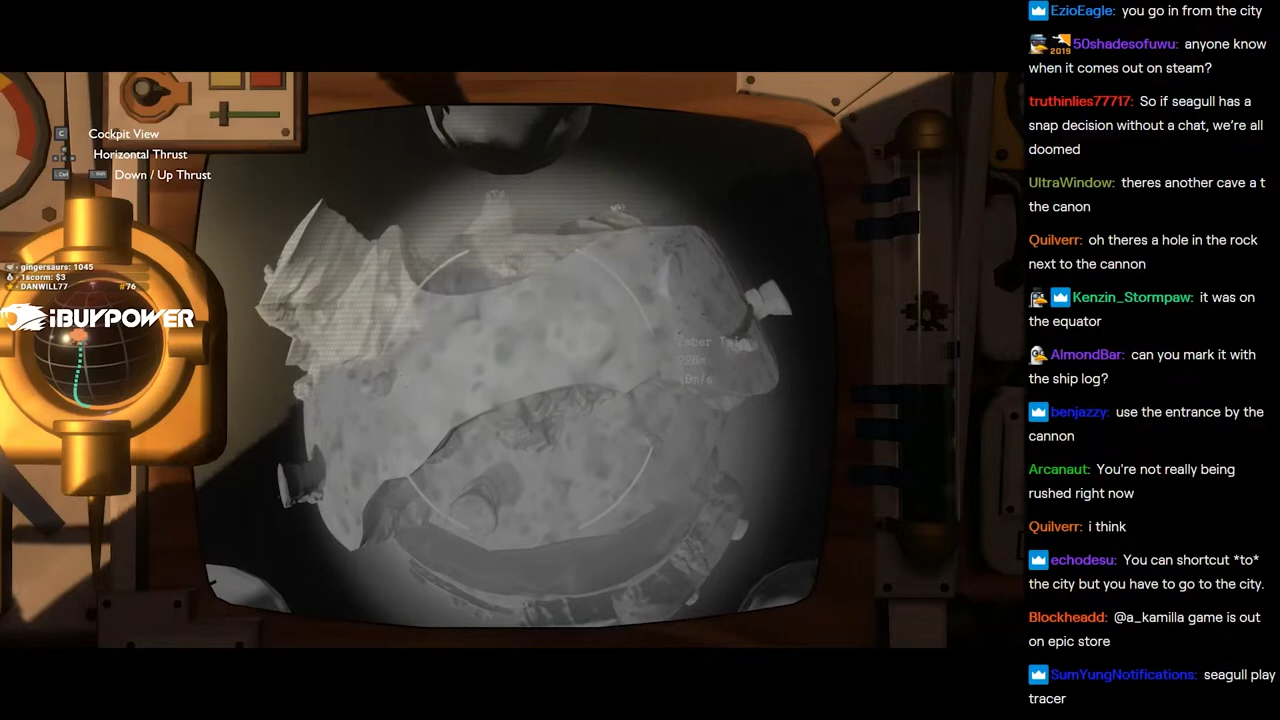 C Cockpit View
Horizontal Thrust
Ctrl Shift Down / Up Thrust
gingersaurs: 1045
1scorm: $3
DANWILL77 #76
iBUYPOWER
Ember Twin
226m
EzioEagle: you go in from the city
2019 50shadesofuwu: anyone know
when it comes out on steam?
truthinlies77717: So if seagull has a
snap decision without a chat, we're all
doomed
UltraWindow: theres another cave a t
the canon
Quilverr: oh theres a hole in the rock
next to the cannon
Kenzin_Stormpaw: it was on
the equator
AlmondBar: can you mark it with
the ship log?
benjazzy: use the entrance by the
cannon
Arcanaut: You're not really being
rushed right now
Quilverr: i think
echodesu: You can shortcut *to*
the city but you have to go to the city.
Blockheadd: @a_kamilla game is out
on epic store
SumYungNotifications: seagull play
tracer